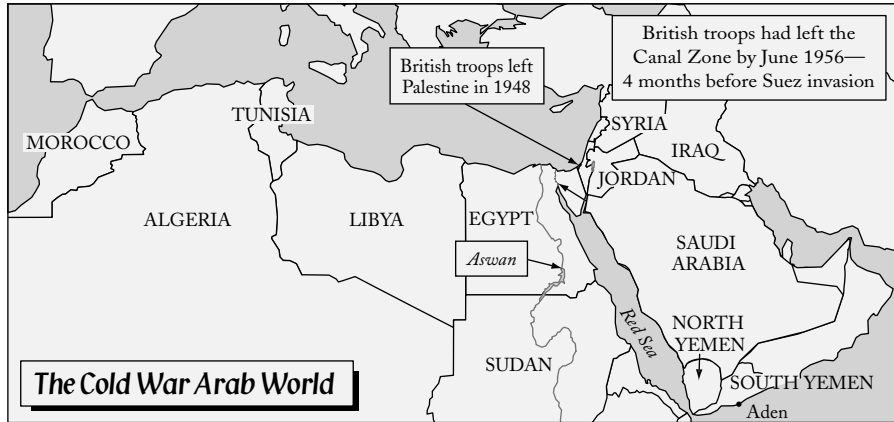 British troops had left the
Canal Zone by June 1956—
4 months before Suez invasion
British troops left
Palestine in 1948
TUNISIA
SYRIA
MOROCCO
IRAQ
JORDAN
ALGERIA
LIBYA
EGYPT
SAUDI
ARABIA
Aswan
Red Sea
NORTH
YEMEN
SUDAN
SOUTH YEMEN
The Cold War Arab World
Aden